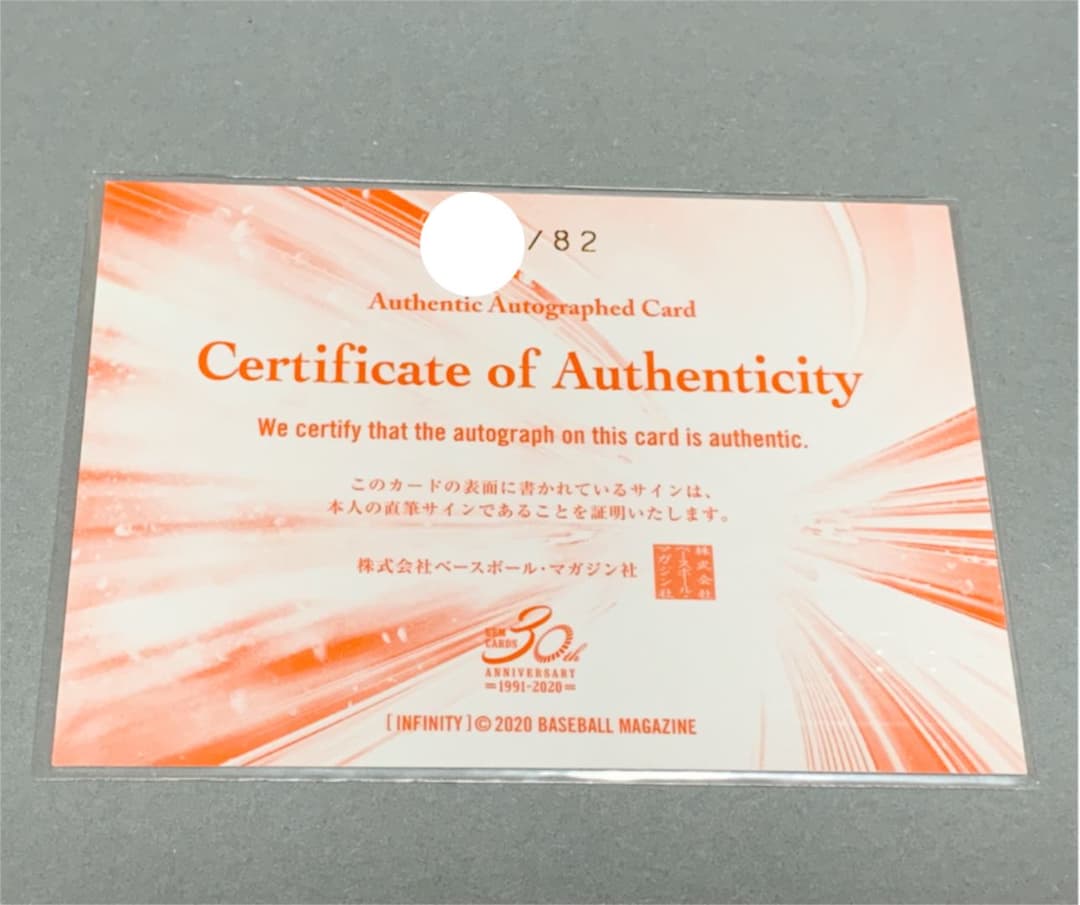 /82
Authentic Autographed Card
Certificate of Authenticity
We certify that the autograph on this card is authentic.
このカードの表面に書かれているサインは、
本人の直筆サインであることを証明いたします。
株式会社ベースボール・マガジン社
株式会社
ベースボール・
マガジン社
BBM
CARDS
30th
ANNIVERSARY
=1991-2020=
[INFINITY]© 2020 BASEBALL MAGAZINE